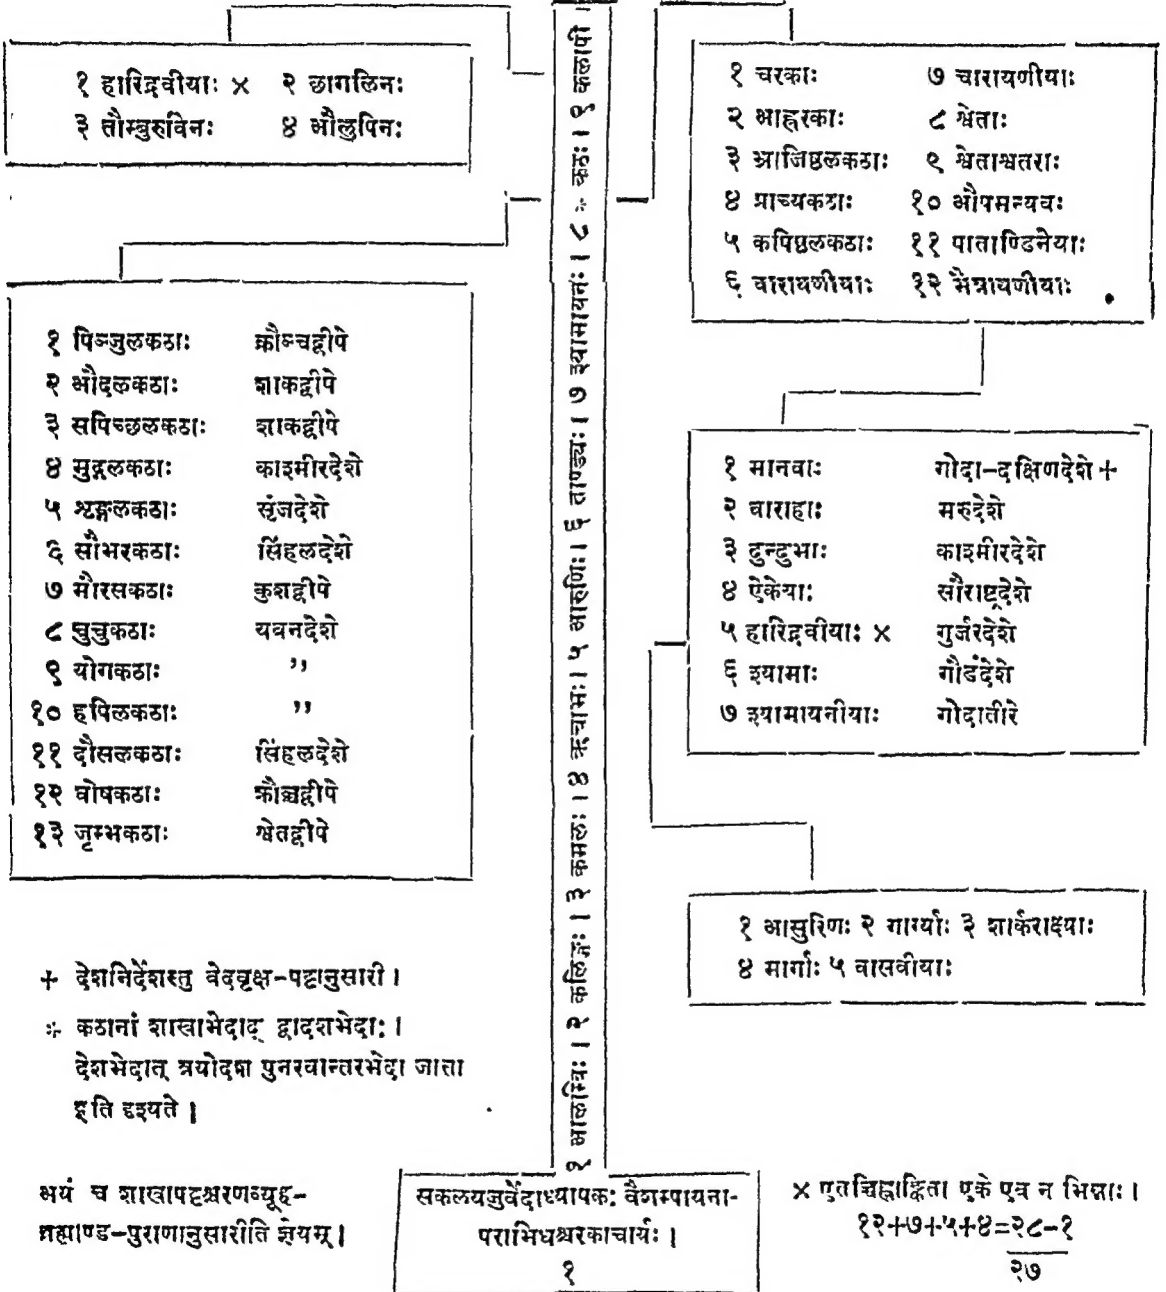 १ हारिद्रवीयाः × २ छागलिनः
३ तौम्बुरुविनः ४ औलुपिनः
१ चरकाः ७ चारायणीयाः
२ आह्वरकाः ८ श्वेताः
३ भ्राजिष्ठलकठाः ९ श्वेताश्वतराः
४ प्राच्यकठाः १० औपमन्यवः
५ कपिष्ठलकठाः ११ पाताण्डिनेयाः
६ वारायणीयाः १२ मैत्रायणीयाः
१ पिञ्जुलकठाः क्रौञ्चद्वीपे
२ औदलकठाः शाकद्वीपे
३ सपिच्छलकठाः शाकद्वीपे
४ मुद्गलकठाः काश्मीरदेशे
५ शृङ्गलकठाः सृंजदेशे
६ सौभरकठाः सिंहलदेशे
७ मौरसकठाः कुशद्वीपे
८ चुचुकठाः यवनदेशे
९ योगकठाः ,,
१० हपिलकठाः ,,
११ दौसलकठाः सिंहलदेशे
१२ घोषकठाः क्रौञ्चद्वीपे
१३ जृम्भकठाः श्वेतद्वीपे
१ मानवाः गोदा-दक्षिणदेशे +
२ वाराहाः मरुदेशे
३ दुन्दुभाः काश्मीरदेशे
४ ऐकेयाः सौराष्ट्रदेशे
५ हारिद्रवीयाः × गुर्जरदेशे
६ श्यामाः गौडदेशे
७ श्यामायनीयाः गोदातीरे
१ आसुरिणः २ गार्ग्याः ३ शार्कराक्ष्याः
४ मार्गाः ५ वासवीयाः
१ आलम्बिः । २ कलिङ्गः । ३ कमलः । ४ ऋचाभः । ५ आरुणिः । ६ ताण्ड्यः । ७ श्यामायनः । ८ * कठः । ९ कलापी ।
+ देशनिर्देशस्तु वेदवृक्ष-पट्टानुसारी ।
* कठानां शाखाभेदाद् द्वादशभेदाः ।
देशभेदात् त्रयोदश पुनरवान्तरभेदा जाता
इति दृश्यते ।
अयं च शाखापट्टश्चरणव्यूह-
ब्रह्माण्ड-पुराणानुसारीति ज्ञेयम् ।
सकलयजुर्वेदाध्यापकः वैशम्पायना-
पराभिधश्चरकाचार्यः ।
१
× एतच्चिह्नाङ्किता एके एव न भिन्नाः ।
१२+७+५+४=२८-१
२७